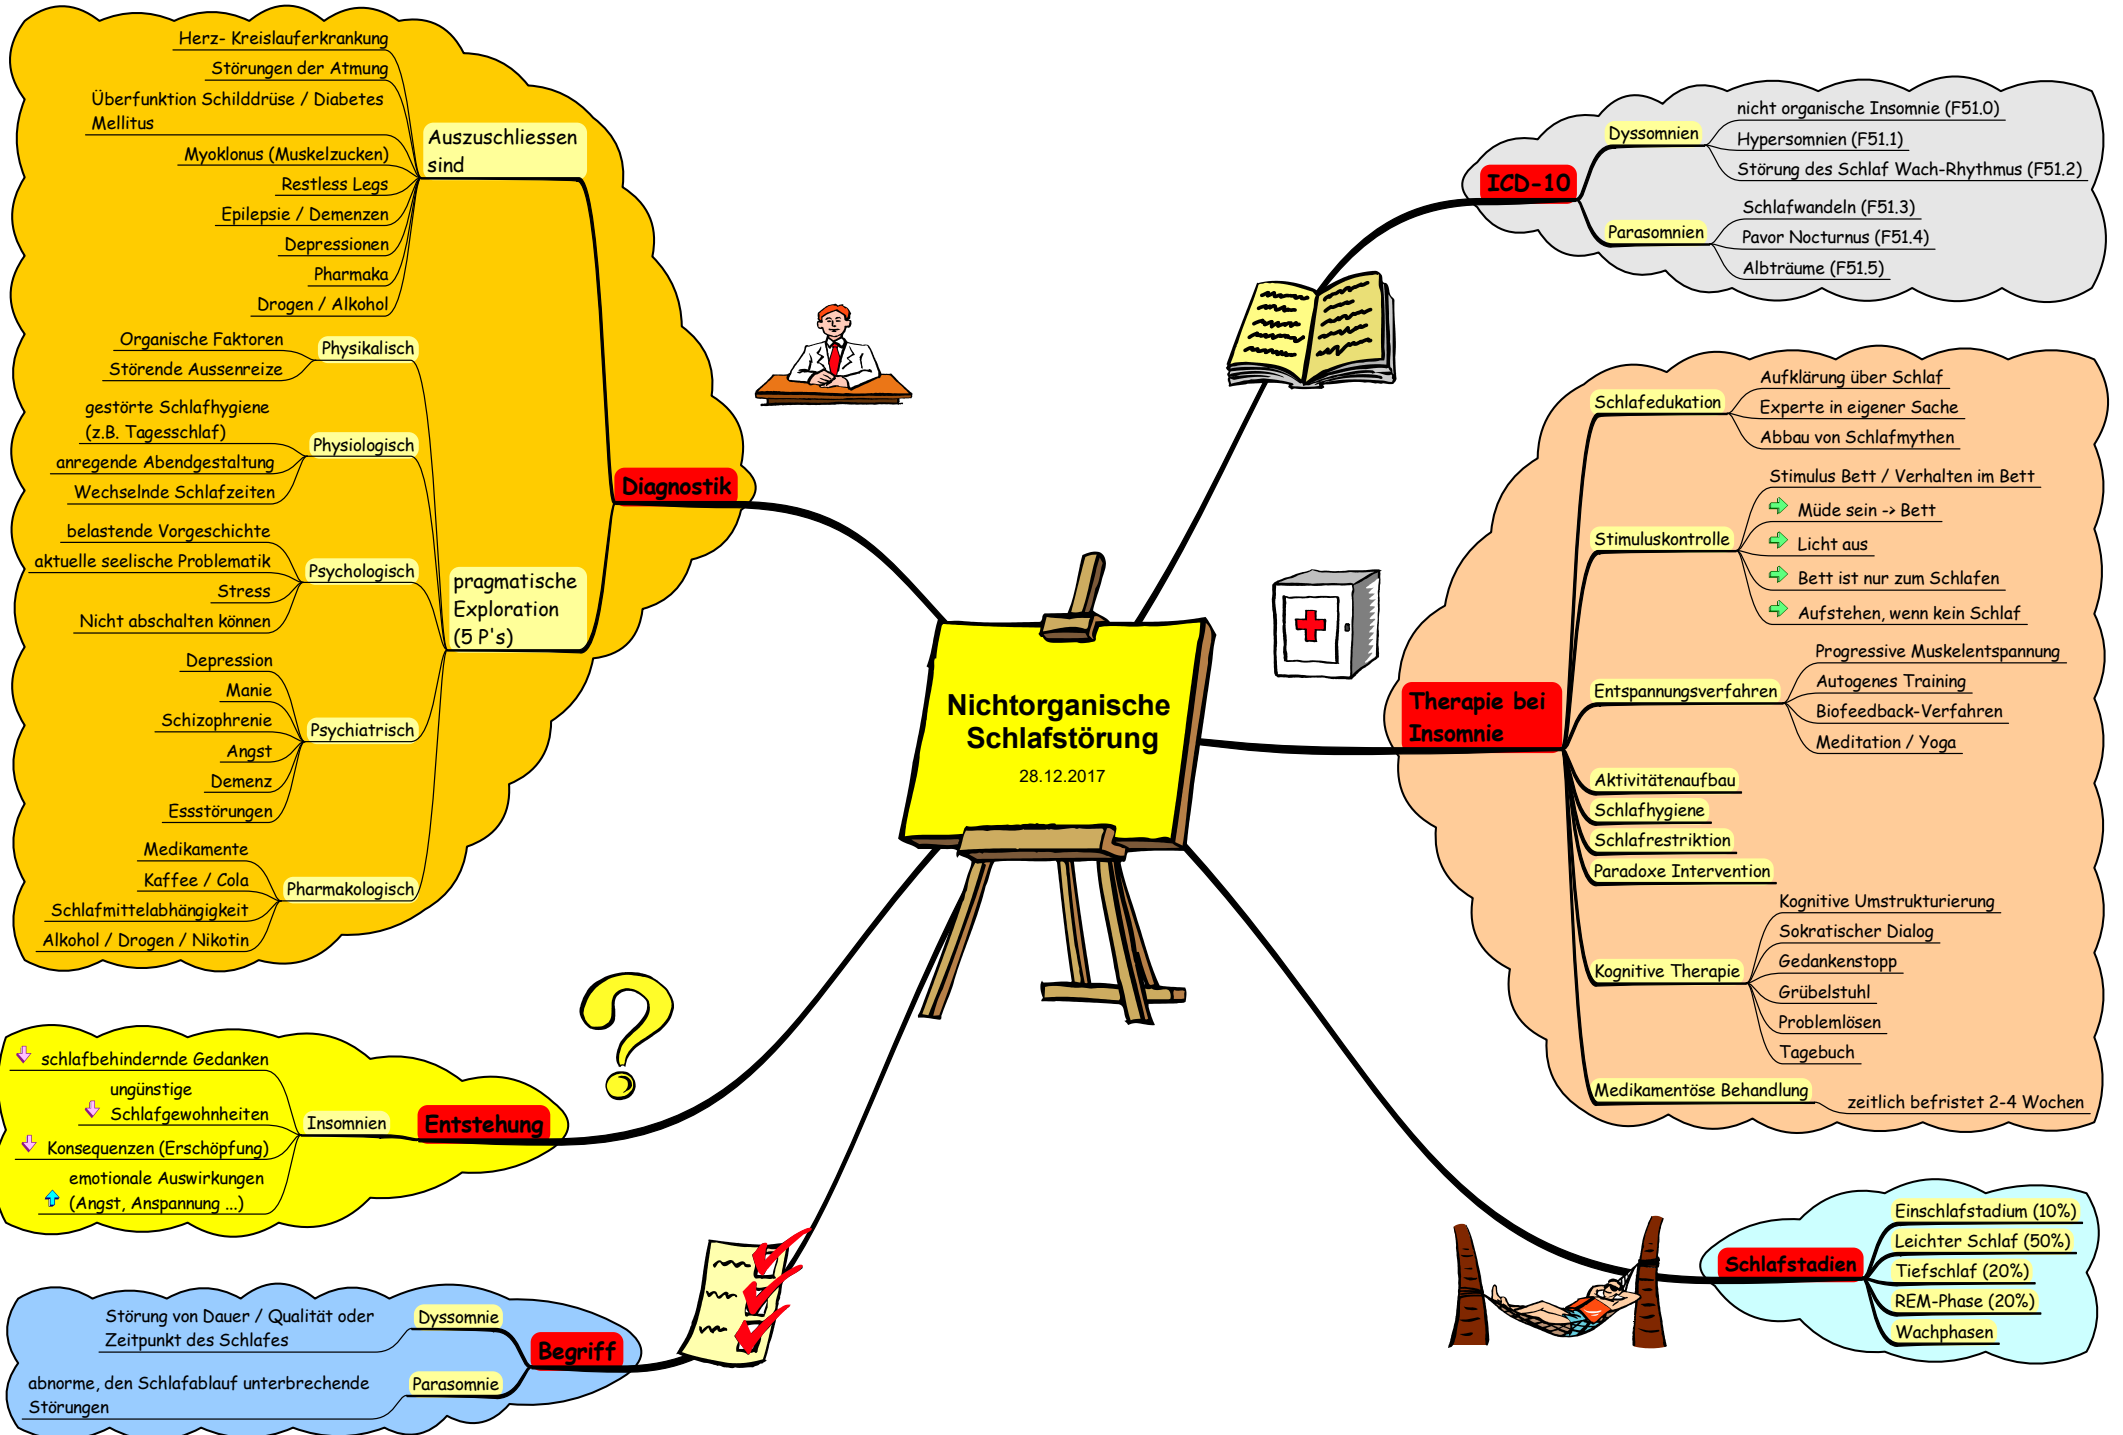 Nichtorganische
Schlafstörung
28.12.2017
ICD-10
Dyssomnien
nicht organische Insomnie (F51.0)
Hypersomnien (F51.1)
Störung des Schlaf Wach-Rhythmus (F51.2)
Parasomnien
Schlafwandeln (F51.3)
Pavor Nocturnus (F51.4)
Albträume (F51.5)
Therapie bei
Insomnie
Schlafedukation
Aufklärung über Schlaf
Experte in eigener Sache
Abbau von Schlafmythen
Stimuluskontrolle
Stimulus Bett / Verhalten im Bett
Müde sein -> Bett
Licht aus
Bett ist nur zum Schlafen
Aufstehen, wenn kein Schlaf
Entspannungsverfahren
Progressive Muskelentspannung
Autogenes Training
Biofeedback-Verfahren
Meditation / Yoga
Aktivitätenaufbau
Schlafhygiene
Schlafrestriktion
Paradoxe Intervention
Kognitive Therapie
Kognitive Umstrukturierung
Sokratischer Dialog
Gedankenstopp
Grübelstuhl
Problemlösen
Tagebuch
Medikamentöse Behandlung
zeitlich befristet 2-4 Wochen
Schlafstadien
Einschlafstadium (10%)
Leichter Schlaf (50%)
Tiefschlaf (20%)
REM-Phase (20%)
Wachphasen
Diagnostik
Auszuschliessen
sind
Herz- Kreislauferkrankung
Störungen der Atmung
Überfunktion Schilddrüse / Diabetes
Mellitus
Myoklonus (Muskelzucken)
Restless Legs
Epilepsie / Demenzen
Depressionen
Pharmaka
Drogen / Alkohol
pragmatische
Exploration
(5 P's)
Physikalisch
Organische Faktoren
Störende Aussenreize
Physiologisch
gestörte Schlafhygiene
(z.B. Tagesschlaf)
anregende Abendgestaltung
Wechselnde Schlafzeiten
Psychologisch
belastende Vorgeschichte
aktuelle seelische Problematik
Stress
Nicht abschalten können
Psychiatrisch
Depression
Manie
Schizophrenie
Angst
Demenz
Essstörungen
Pharmakologisch
Medikamente
Kaffee / Cola
Schlafmittelabhängigkeit
Alkohol / Drogen / Nikotin
Entstehung
Insomnien
schlafbehindernde Gedanken
ungünstige
Schlafgewohnheiten
Konsequenzen (Erschöpfung)
emotionale Auswirkungen
(Angst, Anspannung ...)
Begriff
Dyssomnie
Störung von Dauer / Qualität oder
Zeitpunkt des Schlafes
Parasomnie
abnorme, den Schlafablauf unterbrechende
Störungen